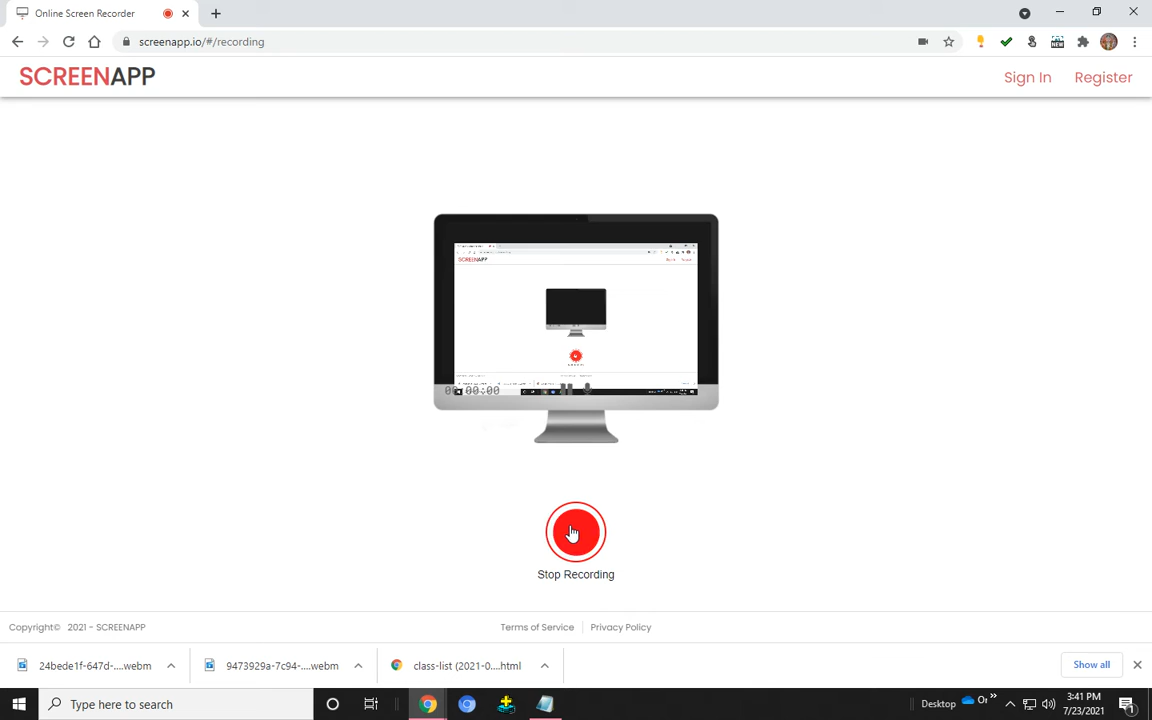 Online Screen Recorder
screenapp.io/#/recording
SCREENAPP
Sign In
Register
SCREENAPP
Stop Recording
Copyright© 2021 - SCREENAPP
Terms of Service
Privacy Policy
24bede1f-647d-....webm
9473929a-7c94-....webm
class-list (2021-0....html
Show all
Type here to search
Desktop
3:41 PM
7/23/2021
1